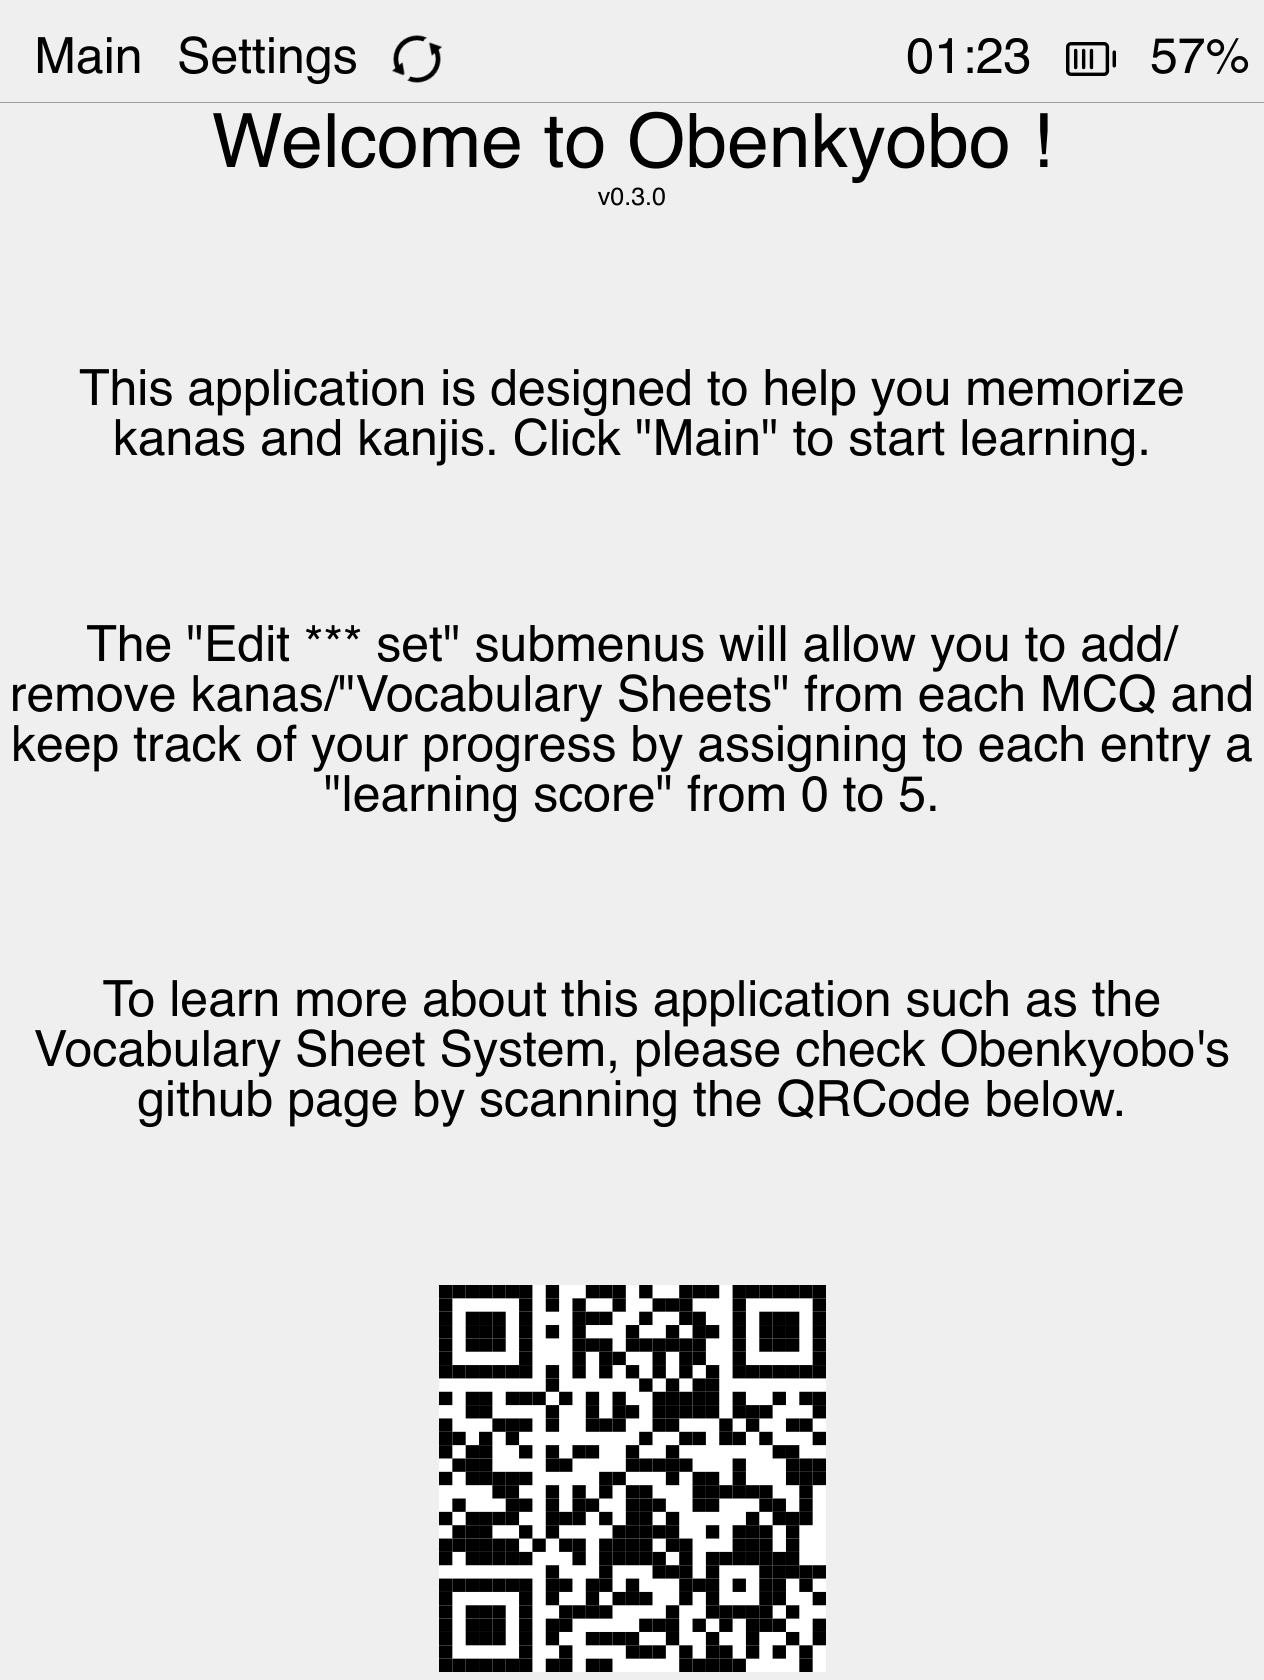 Main Settings 01:23 57%
Welcome to Obenkyobo !
v0.3.0
This application is designed to help you memorize
kanas and kanjis. Click "Main" to start learning.
The "Edit *** set" submenus will allow you to add/
remove kanas/"Vocabulary Sheets" from each MCQ and
keep track of your progress by assigning to each entry a
"learning score" from 0 to 5.
To learn more about this application such as the
Vocabulary Sheet System, please check Obenkyobo's
github page by scanning the QRCode below.